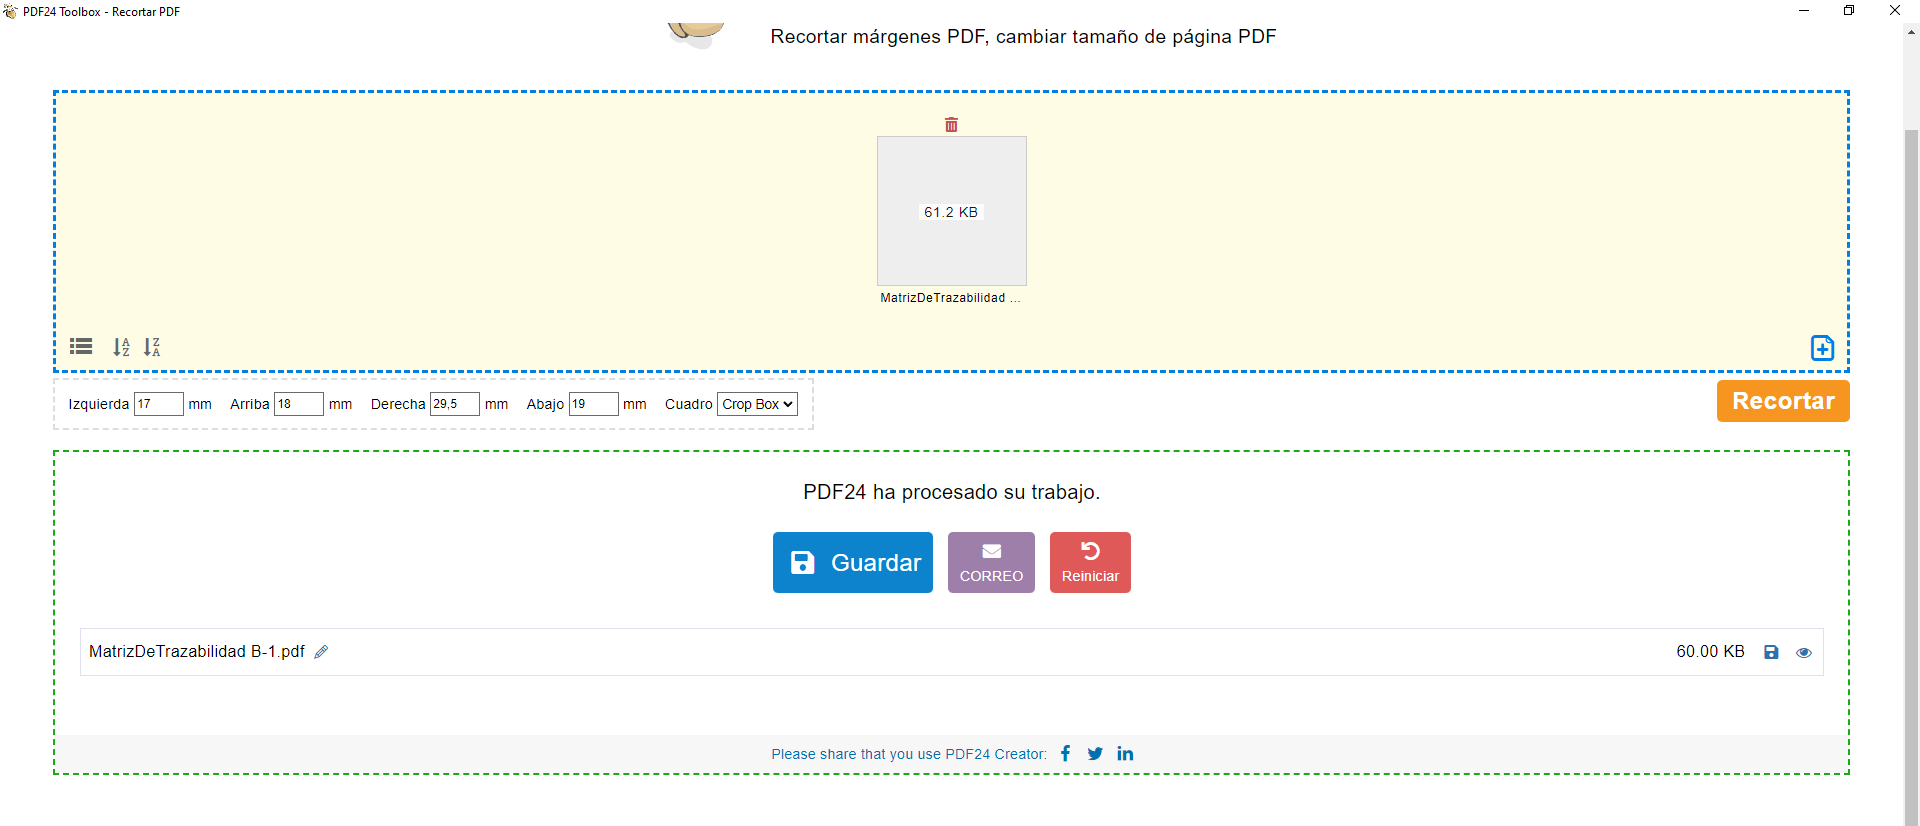 PDF24 Toolbox - Recortar PDF
Recortar márgenes PDF, cambiar tamaño de página PDF
61.2 KB
MatrizDeTrazabilidad ...
Izquierda 17 mm Arriba 18 mm Derecha 29,5 mm Abajo 19 mm Cuadro Crop Box
Recortar
PDF24 ha procesado su trabajo.
Guardar
CORREO
Reiniciar
MatrizDeTrazabilidad B-1.pdf
60.00 KB
Please share that you use PDF24 Creator: